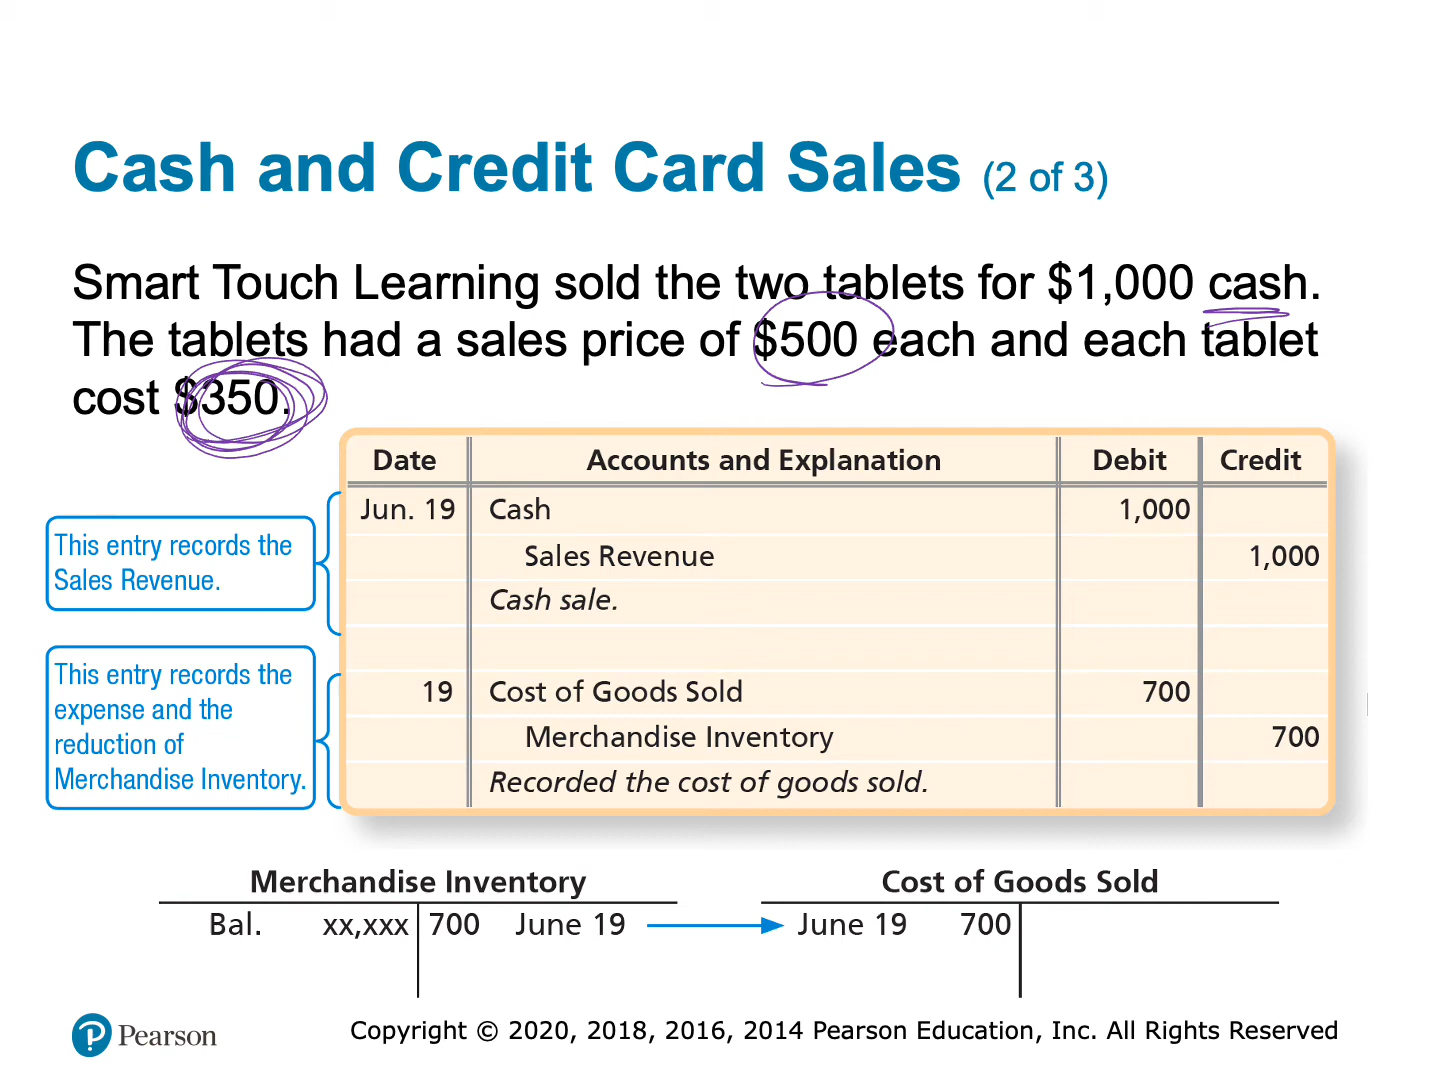 Cash and Credit Card Sales (2 of 3)
Smart Touch Learning sold the two tablets for $1,000 cash.
The tablets had a sales price of $500 each and each tablet
cost $350.
Date Accounts and Explanation Debit Credit
Jun. 19 Cash 1,000
Sales Revenue 1,000
Cash sale.
19 Cost of Goods Sold 700
Merchandise Inventory 700
Recorded the cost of goods sold.
This entry records the
Sales Revenue.
This entry records the
expense and the
reduction of
Merchandise Inventory.
Merchandise Inventory
Bal. xx,xxx 700 June 19
Cost of Goods Sold
June 19 700
Pearson
Copyright © 2020, 2018, 2016, 2014 Pearson Education, Inc. All Rights Reserved